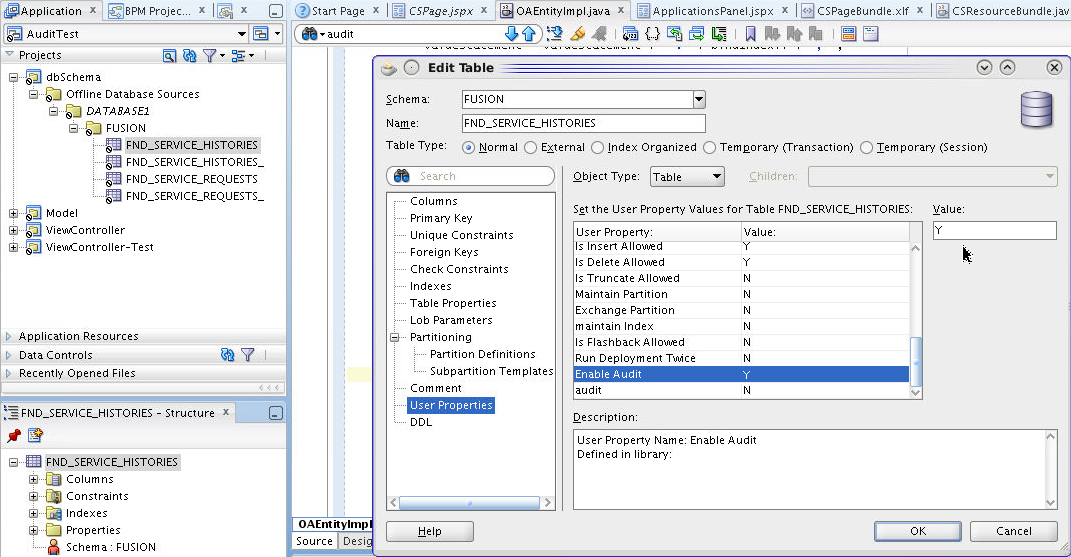 Application
BPM Projec...
Start Page
CSPage.jspx
OAEntityImpl.java
ApplicationsPanel.jspx
CSPageBundle.xlf
CSResourceBundle.jav
AuditTest
audit
Projects
dbSchema
Offline Database Sources
DATABASE1
FUSION
FND_SERVICE_HISTORIES
FND_SERVICE_HISTORIES_
FND_SERVICE_REQUESTS
FND_SERVICE_REQUESTS_
Model
ViewController
ViewController-Test
Application Resources
Data Controls
Recently Opened Files
FND_SERVICE_HISTORIES - Structure
FND_SERVICE_HISTORIES
Columns
Constraints
Indexes
Properties
Schema : FUSION
OAEntityImpl
Source
Desig
Edit Table
Schema:
FUSION
Name:
FND_SERVICE_HISTORIES
Table Type:
Normal
External
Index Organized
Temporary (Transaction)
Temporary (Session)
Search
Columns
Primary Key
Unique Constraints
Foreign Keys
Check Constraints
Indexes
Table Properties
Lob Parameters
Partitioning
Partition Definitions
Subpartition Templates
Comment
User Properties
DDL
Object Type:
Table
Children:
Set the User Property Values for Table FND_SERVICE_HISTORIES:
Value:
Y
User Property: Value:
Is Insert Allowed Y
Is Delete Allowed Y
Is Truncate Allowed N
Maintain Partition N
Exchange Partition N
maintain Index N
Is Flashback Allowed N
Run Deployment Twice N
Enable Audit Y
audit N
Description:
User Property Name: Enable Audit
Defined in library:
Help
OK
Cancel